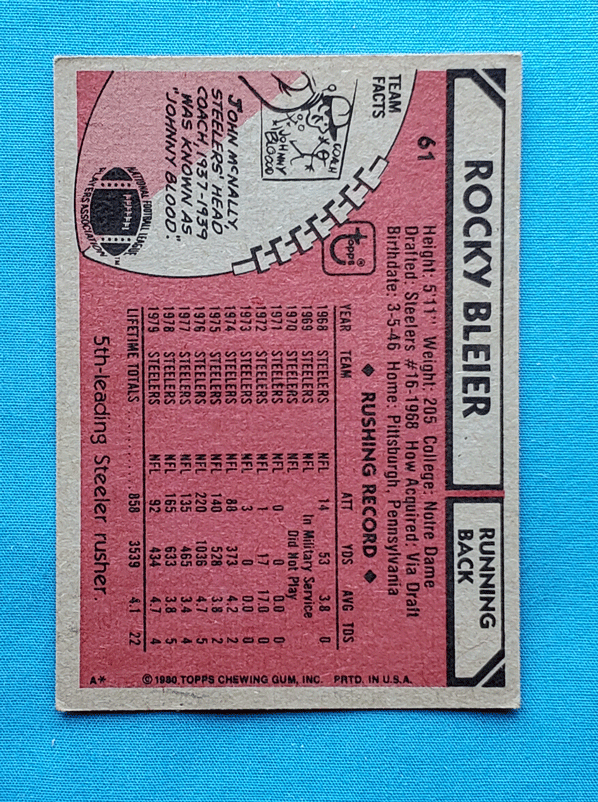 ROCKY BLEIER
RUNNING
BACK
61
Height: 5'11" Weight: 205 College: Notre Dame
Drafted: Steelers #16-1968 How Acquired: Via Draft
Birthdate: 3-5-46 Home: Pittsburgh, Pennsylvania
TEAM
FACTS
COACH
JOHNNY
BLOOD
JOHN McNALLY,
STEELERS' HEAD
COACH, 1937-1939
WAS KNOWN AS
"JOHNNY BLOOD."
NATIONAL FOOTBALL LEAGUE
PLAYERS ASSOCIATION
TM
topps ®
◆ RUSHING RECORD ◆
YEAR TEAM ATT YDS AVG TDS
1968 STEELERS NFL 14 53 3.8 0
1969 STEELERS NFL In Military Service
1970 STEELERS NFL Did Not Play
1971 STEELERS NFL 0 0 0.0 0
1972 STEELERS NFL 1 17 17.0 0
1973 STEELERS NFL 3 0 0.0 0
1974 STEELERS NFL 88 373 4.2 2
1975 STEELERS NFL 140 528 3.8 2
1976 STEELERS NFL 220 1036 4.7 5
1977 STEELERS NFL 135 465 3.4 4
1978 STEELERS NFL 165 633 3.8 5
1979 STEELERS NFL 92 434 4.7 4
LIFETIME TOTALS 858 3539 4.1 22
5th-leading Steeler rusher.
A* © 1980 TOPPS CHEWING GUM, INC. PRTD. IN U.S.A.